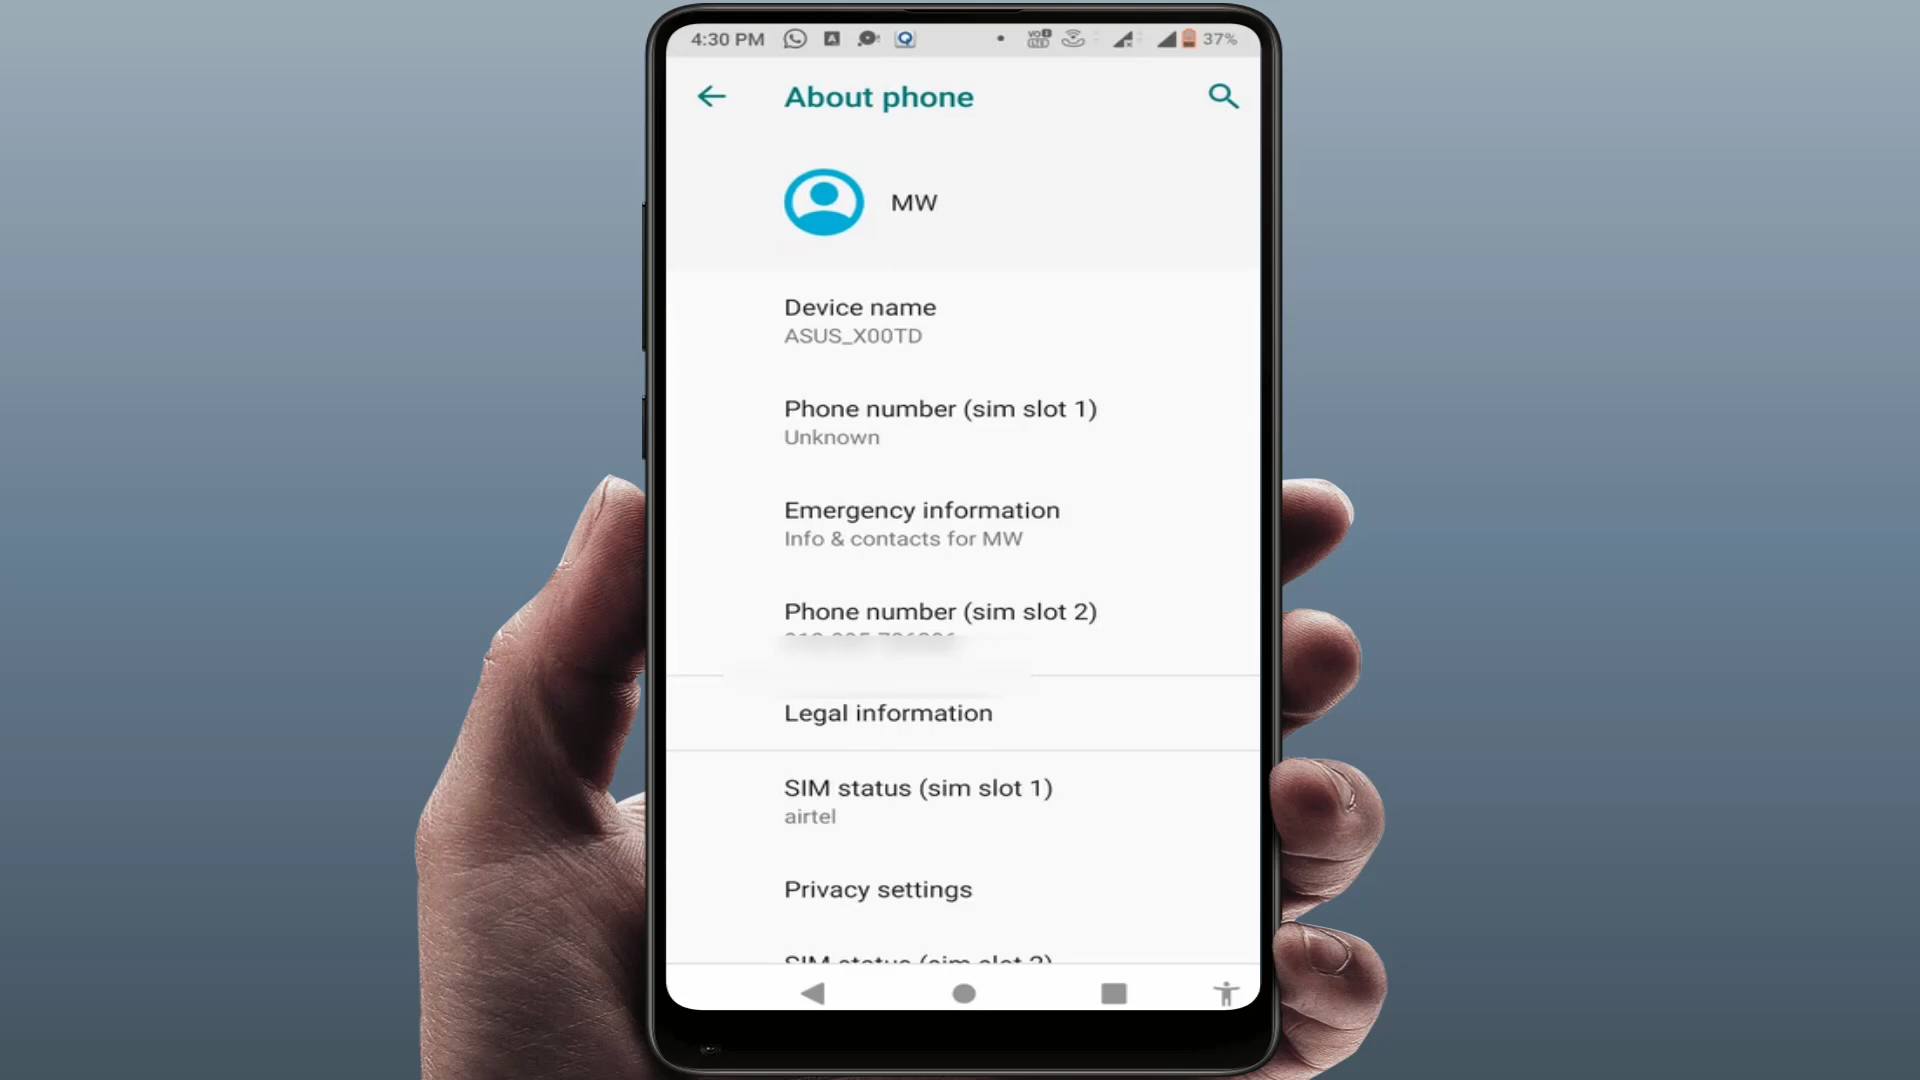 4:30 PM
37%
About phone
MW
Device name
ASUS_X00TD
Phone number (sim slot 1)
Unknown
Emergency information
Info & contacts for MW
Phone number (sim slot 2)
Legal information
SIM status (sim slot 1)
airtel
Privacy settings
SIM status (sim slot 2)